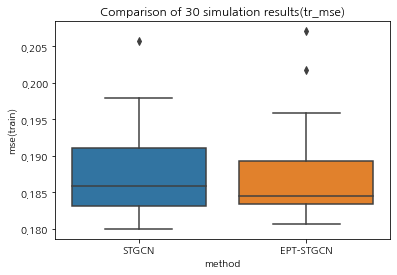 Comparison of 30 simulation results(tr_mse)
mse(train)
0,205
0,200
0,195
0,190
0,185
0,180
STGCN
EPT-STGCN
method